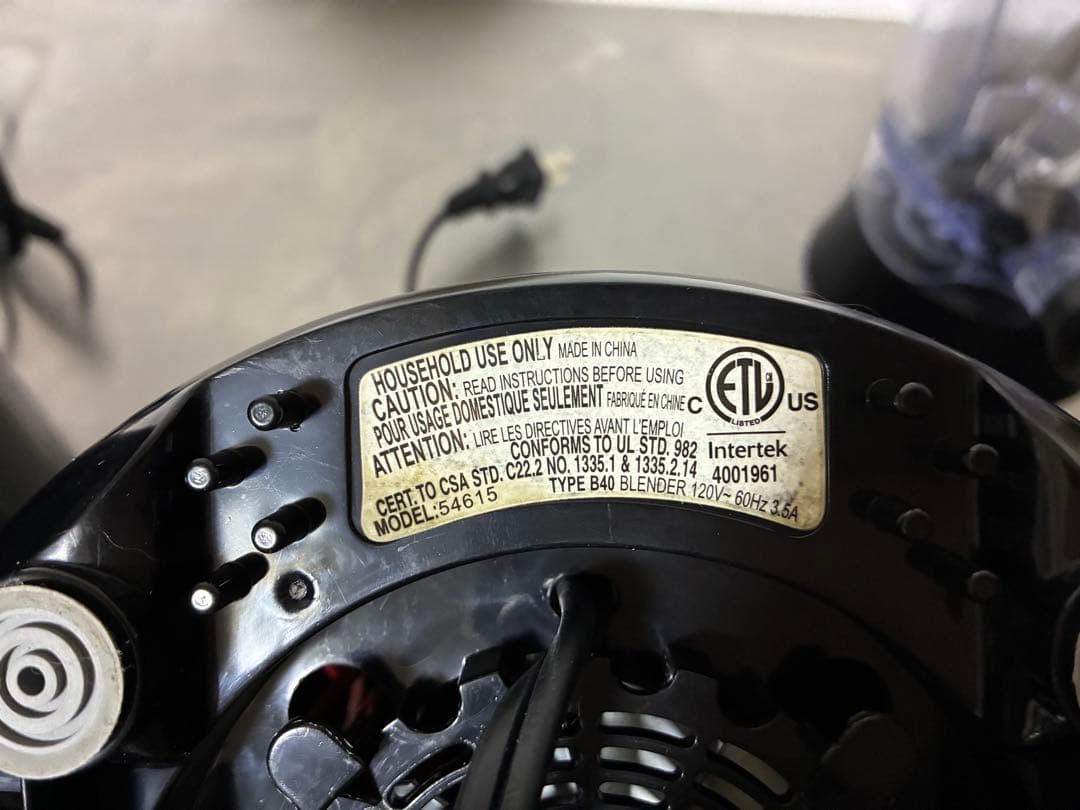 HOUSEHOLD USE ONLY MADE IN CHINA
CAUTION: READ INSTRUCTIONS BEFORE USING
POUR USAGE DOMESTIQUE SEULEMENT FABRIQUÉ EN CHINE
ATTENTION: LIRE LES DIRECTIVES AVANT L'EMPLOI
CONFORMS TO UL STD. 982
CERT. TO CSA STD. C22.2 NO. 1335.1 & 1335.2.14
MODEL:54615 TYPE B40 BLENDER 120V~ 60Hz 3.5A
C ETL US
LISTED
Intertek
4001961